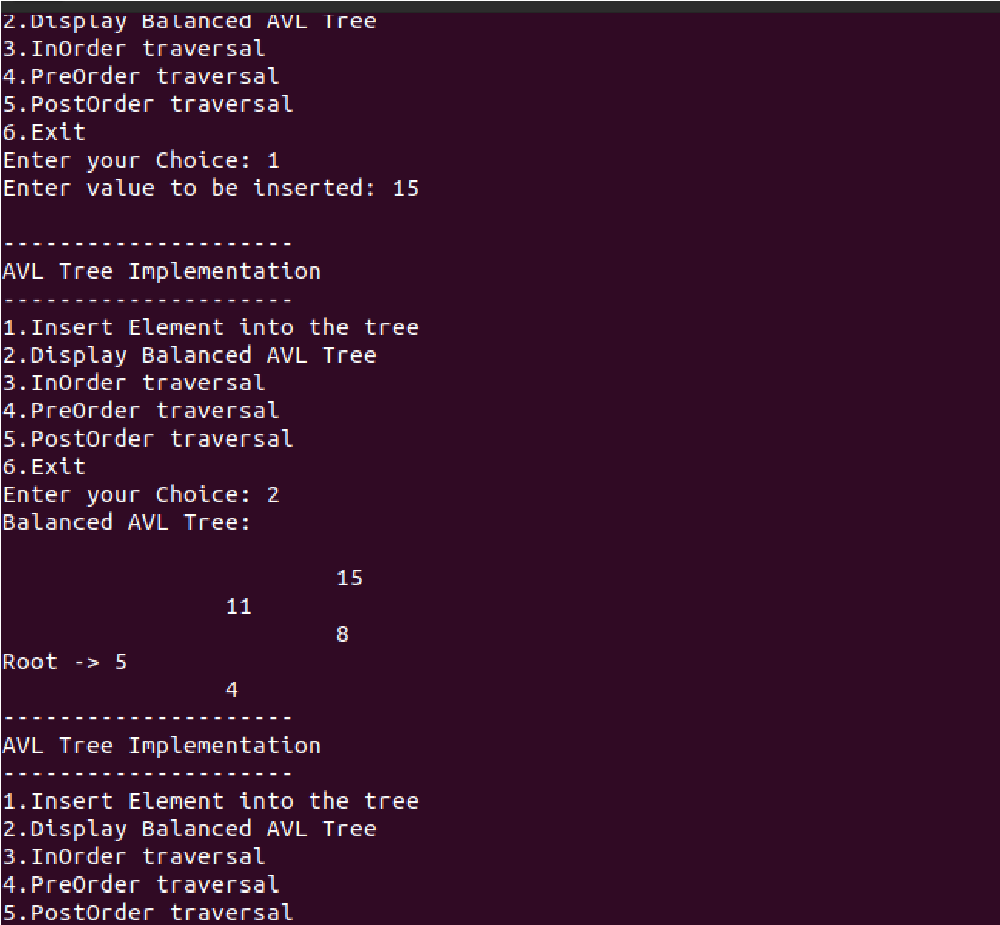 2.Display Balanced AVL Tree
3.InOrder traversal
4.PreOrder traversal
5.PostOrder traversal
6.Exit
Enter your Choice: 1
Enter value to be inserted: 15
---------------------
AVL Tree Implementation
---------------------
1.Insert Element into the tree
2.Display Balanced AVL Tree
3.InOrder traversal
4.PreOrder traversal
5.PostOrder traversal
6.Exit
Enter your Choice: 2
Balanced AVL Tree:
15
11
8
Root -> 5
4
---------------------
AVL Tree Implementation
---------------------
1.Insert Element into the tree
2.Display Balanced AVL Tree
3.InOrder traversal
4.PreOrder traversal
5.PostOrder traversal